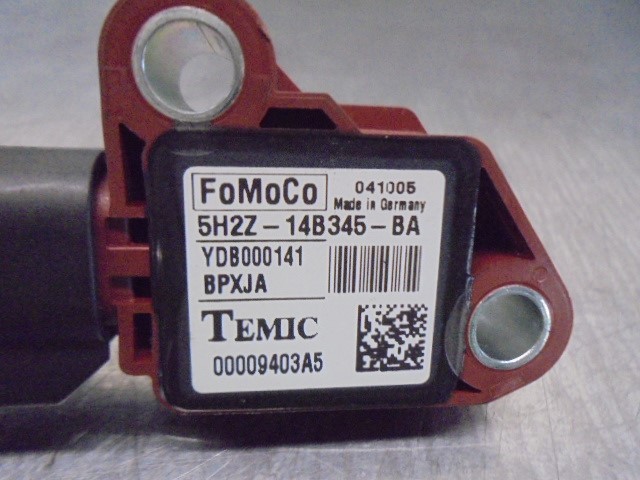 FoMoCo
041005
Made in Germany
5H2Z-14B345-BA
YDB000141
BPXJA
TEMIC
00009403A5